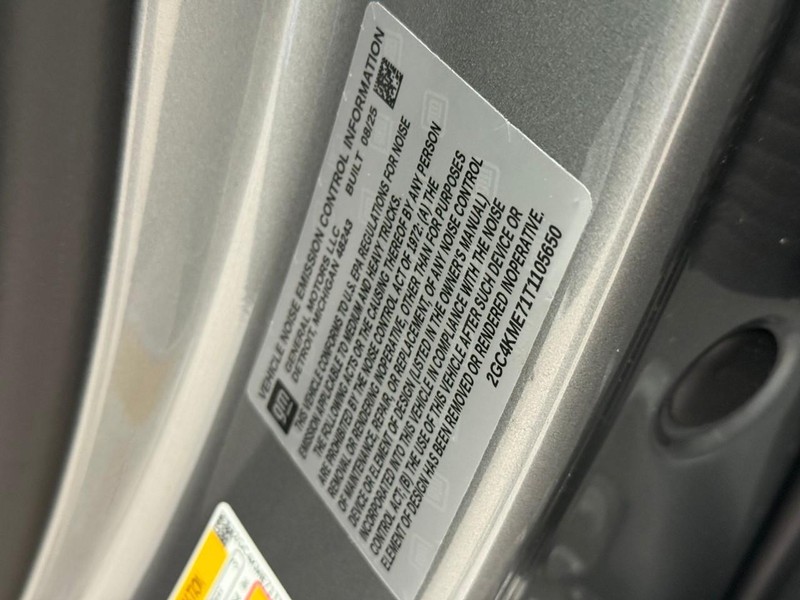 VEHICLE NOISE EMISSION CONTROL INFORMATION
GENERAL MOTORS LLC
DETROIT, MICHIGAN 48243 BUILT 08/25
gm
THIS VEHICLE CONFORMS TO U.S. EPA REGULATIONS FOR NOISE
EMISSION APPLICABLE TO MEDIUM AND HEAVY TRUCKS.
THE FOLLOWING ACTS OR THE CAUSING THEREOF BY ANY PERSON
ARE PROHIBITED BY THE NOISE CONTROL ACT OF 1972: (A) THE
REMOVAL OR RENDERING INOPERATIVE, OTHER THAN FOR PURPOSES
OF MAINTENANCE, REPAIR, OR REPLACEMENT, OF ANY NOISE CONTROL
DEVICE OR ELEMENT OF DESIGN (LISTED IN THE OWNER'S MANUAL)
INCORPORATED INTO THIS VEHICLE IN COMPLIANCE WITH THE NOISE
CONTROL ACT, (B) THE USE OF THIS VEHICLE AFTER SUCH DEVICE OR
ELEMENT OF DESIGN HAS BEEN REMOVED OR RENDERED INOPERATIVE.
2GC4KME71T1105650